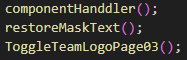 componentHanddler();
restoreMaskText();
ToggleTeamLogoPage03();